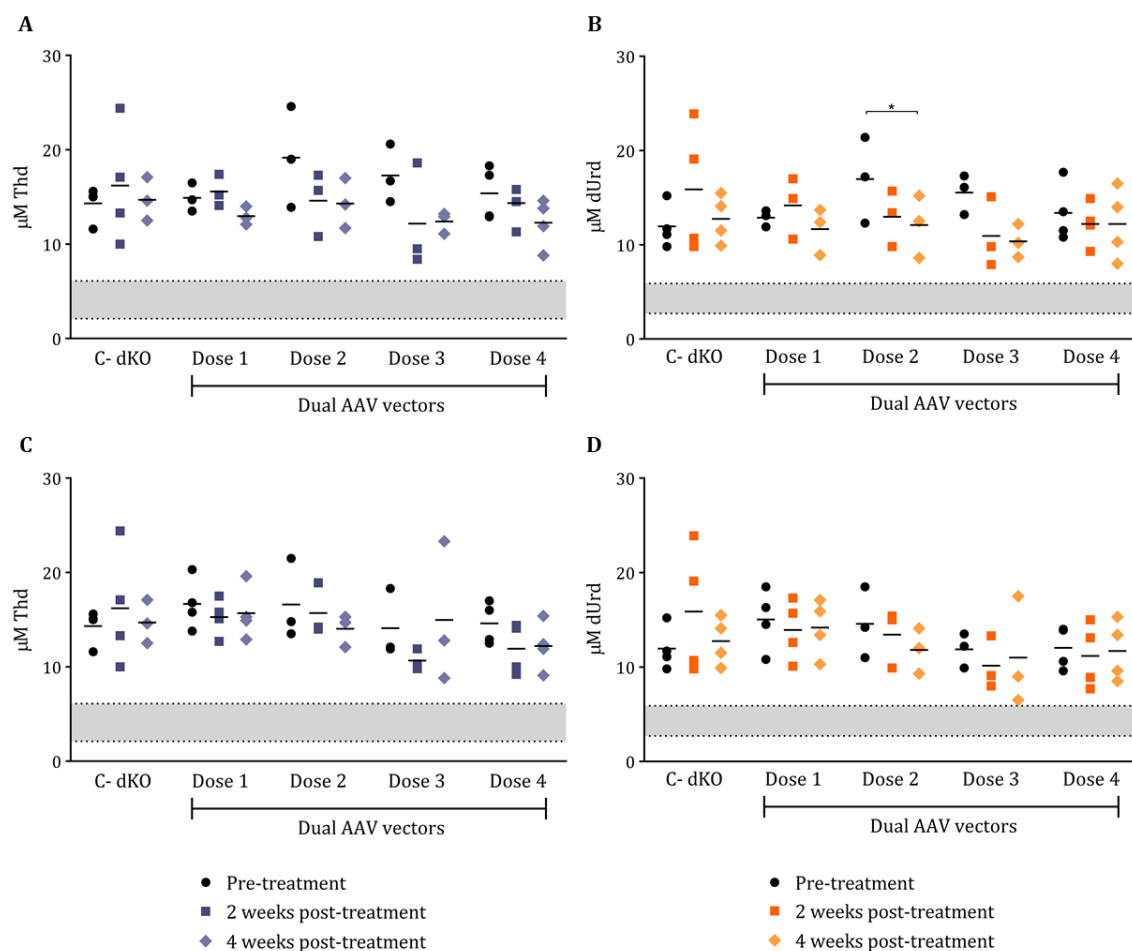 A
30
20
10
0
μM Thd
C- dKO Dose 1 Dose 2 Dose 3 Dose 4
Dual AAV vectors
B
30
20
10
0
μM dUrd
*
C- dKO Dose 1 Dose 2 Dose 3 Dose 4
Dual AAV vectors
C
30
20
10
0
μM Thd
C- dKO Dose 1 Dose 2 Dose 3 Dose 4
Dual AAV vectors
D
30
20
10
0
μM dUrd
C- dKO Dose 1 Dose 2 Dose 3 Dose 4
Dual AAV vectors
Pre-treatment
2 weeks post-treatment
4 weeks post-treatment
Pre-treatment
2 weeks post-treatment
4 weeks post-treatment